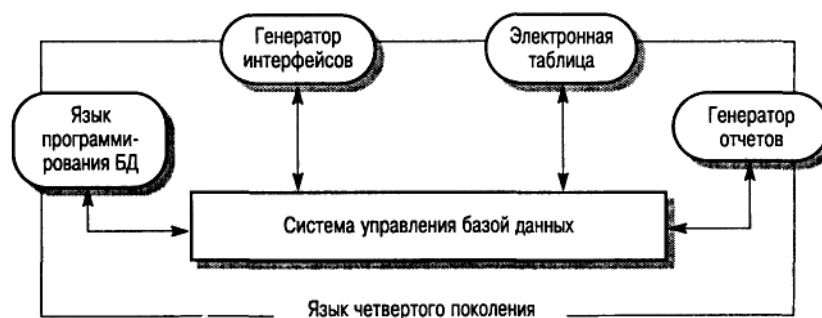 Генератор
интерфейсов
Электронная
таблица
Язык
программи-
рования БД
Генератор
отчетов
Система управления базой данных
Язык четвертого поколения